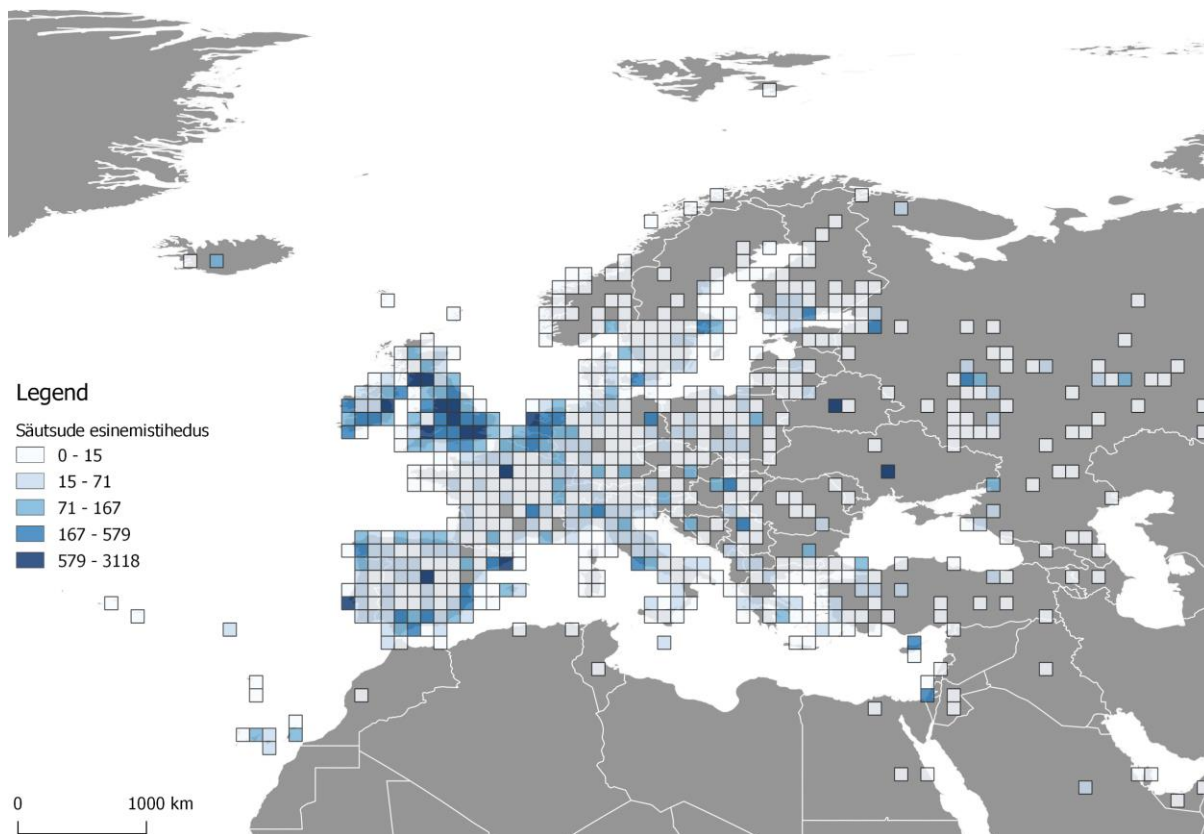 Legend
Säutsude esinemistihedus
0 - 15
15 - 71
71 - 167
167 - 579
579 - 3118
0 1000 km